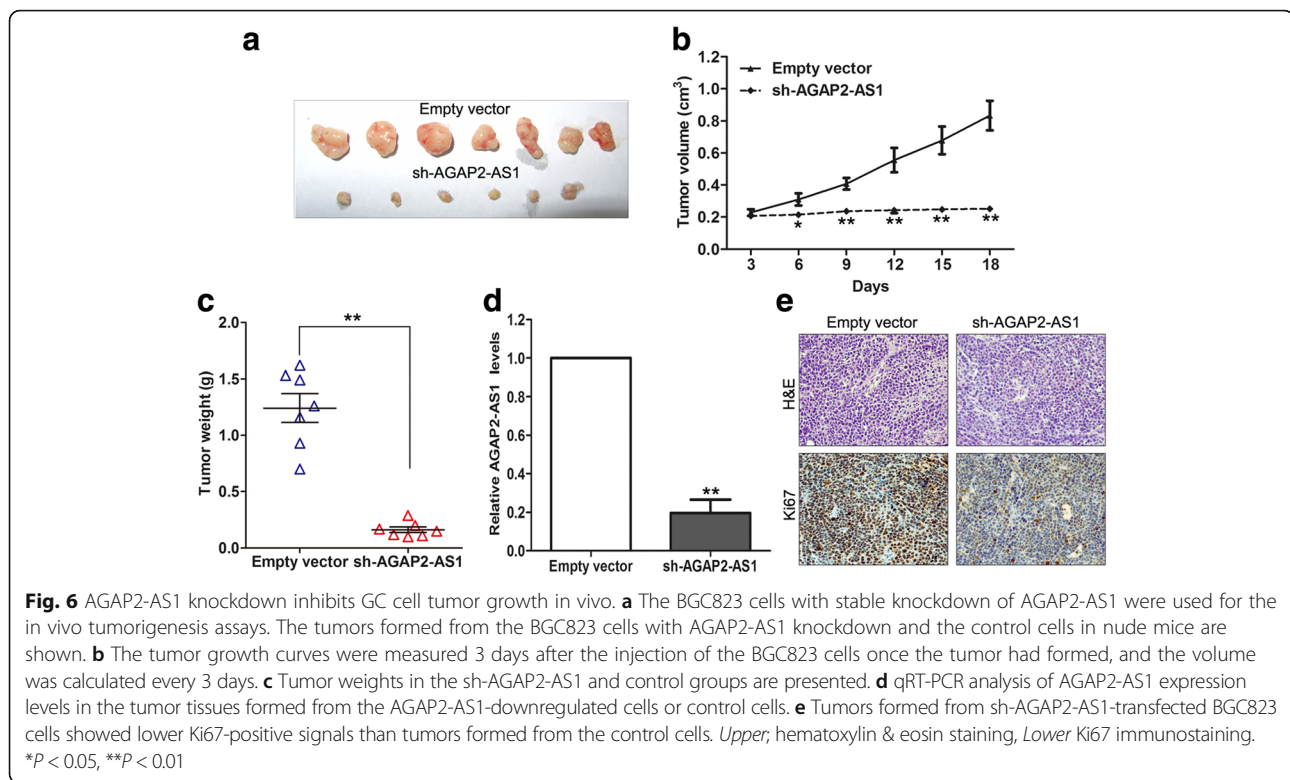 a
Empty vector
sh-AGAP2-AS1
b
Empty vector
sh-AGAP2-AS1
Tumor volume (cm³)
1.2
1.0
0.8
0.6
0.4
0.2
0.0
* ** ** ** **
3 6 9 12 15 18
Days
c
Tumor weight (g)
2.0
1.5
1.0
0.5
0.0
**
Empty vector sh-AGAP2-AS1
d
Relative AGAP2-AS1 levels
1.2
1.0
0.8
0.6
0.4
0.2
0.0
**
Empty vector sh-AGAP2-AS1
e
Empty vector sh-AGAP2-AS1
H&E
Ki67
Fig. 6 AGAP2-AS1 knockdown inhibits GC cell tumor growth in vivo. a The BGC823 cells with stable knockdown of AGAP2-AS1 were used for the
in vivo tumorigenesis assays. The tumors formed from the BGC823 cells with AGAP2-AS1 knockdown and the control cells in nude mice are
shown. b The tumor growth curves were measured 3 days after the injection of the BGC823 cells once the tumor had formed, and the volume
was calculated every 3 days. c Tumor weights in the sh-AGAP2-AS1 and control groups are presented. d qRT-PCR analysis of AGAP2-AS1 expression
levels in the tumor tissues formed from the AGAP2-AS1-downregulated cells or control cells. e Tumors formed from sh-AGAP2-AS1-transfected BGC823
cells showed lower Ki67-positive signals than tumors formed from the control cells. Upper; hematoxylin & eosin staining, Lower Ki67 immunostaining.
*P < 0.05, **P < 0.01